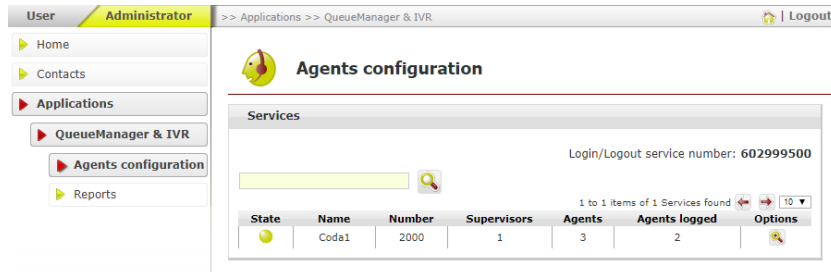 User Administrator >> Applications >> QueueManager & IVR | Logout
Home
Contacts
Applications
QueueManager & IVR
Agents configuration
Reports
Agents configuration
Services
Login/Logout service number: 602999500
1 to 1 items of 1 Services found 10
State Name Number Supervisors Agents Agents logged Options
Coda1 2000 1 3 2